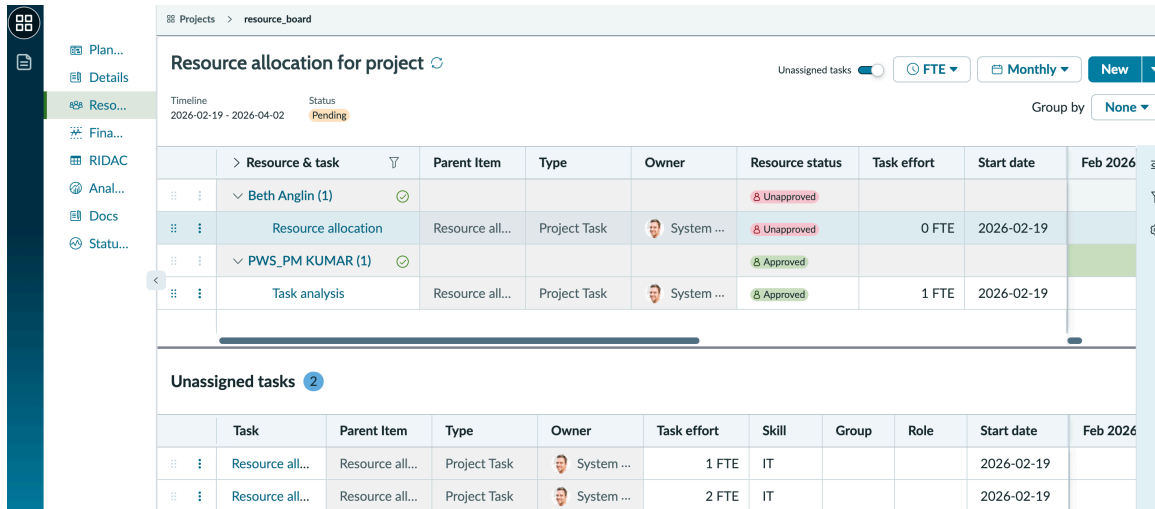 Projects > resource_board
Plan...
Details
Reso...
Fina...
RIDAC
Anal...
Docs
Statu...
Resource allocation for project
Unassigned tasks FTE Monthly New
Timeline Status
2026-02-19 - 2026-04-02 Pending
Group by None
Resource & task Parent Item Type Owner Resource status Task effort Start date Feb 2026
Beth Anglin (1) Unapproved
Resource allocation Resource all... Project Task System ... Unapproved 0 FTE 2026-02-19
PWS_PM KUMAR (1) Approved
Task analysis Resource all... Project Task System ... Approved 1 FTE 2026-02-19
Unassigned tasks 2
Task Parent Item Type Owner Task effort Skill Group Role Start date Feb 2026
Resource all... Resource all... Project Task System ... 1 FTE IT 2026-02-19
Resource all... Resource all... Project Task System ... 2 FTE IT 2026-02-19